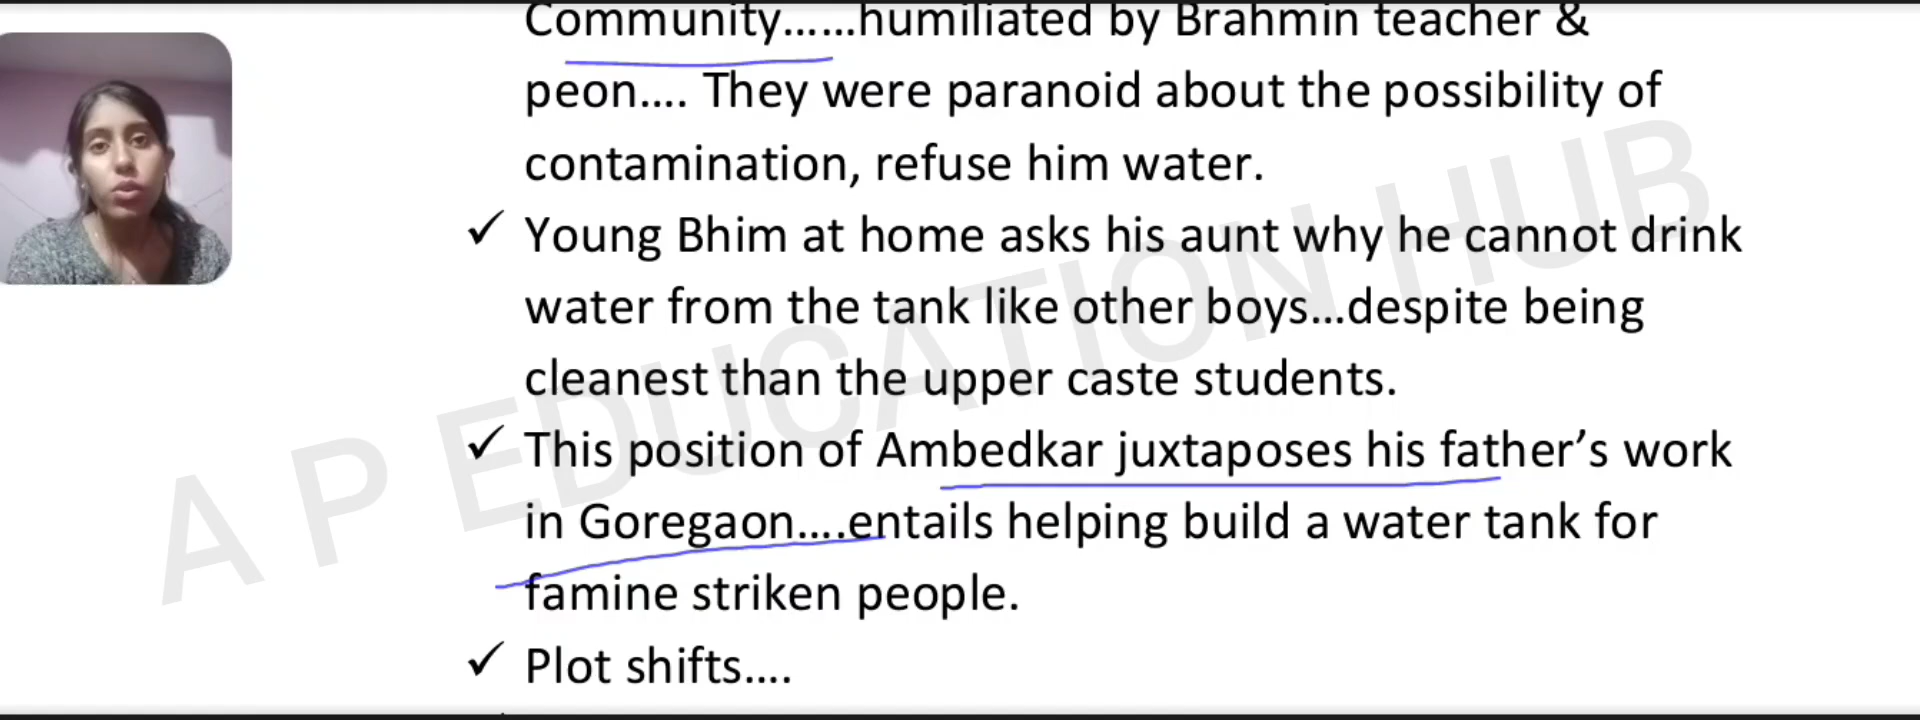 Community……humiliated by Brahmin teacher &
peon…. They were paranoid about the possibility of
contamination, refuse him water.
✓ Young Bhim at home asks his aunt why he cannot drink
water from the tank like other boys…despite being
cleanest than the upper caste students.
✓ This position of Ambedkar juxtaposes his father’s work
in Goregaon….entails helping build a water tank for
famine striken people.
✓ Plot shifts….
A P EDUCATION HUB